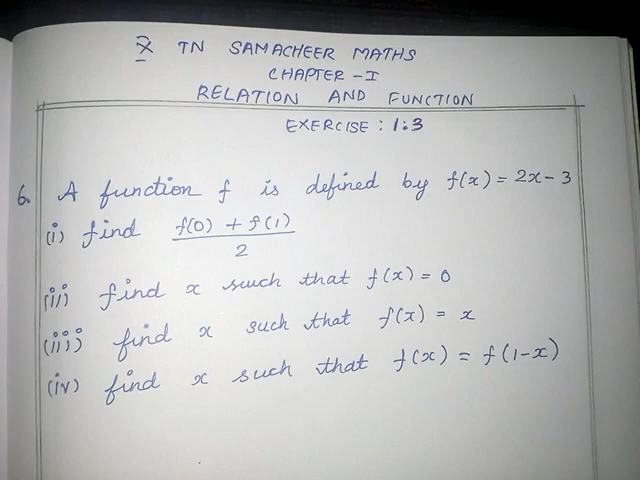 X TN SAMACHEER MATHS
CHAPTER -I
RELATION AND FUNCTION
EXERCISE : 1:3
6. A function f is defined by f(x) = 2x - 3
(i) find f(0) + f(1) / 2
(ii) find x such that f(x) = 0
(iii) find x such that f(x) = x
(iv) find x such that f(x) = f(1-x)